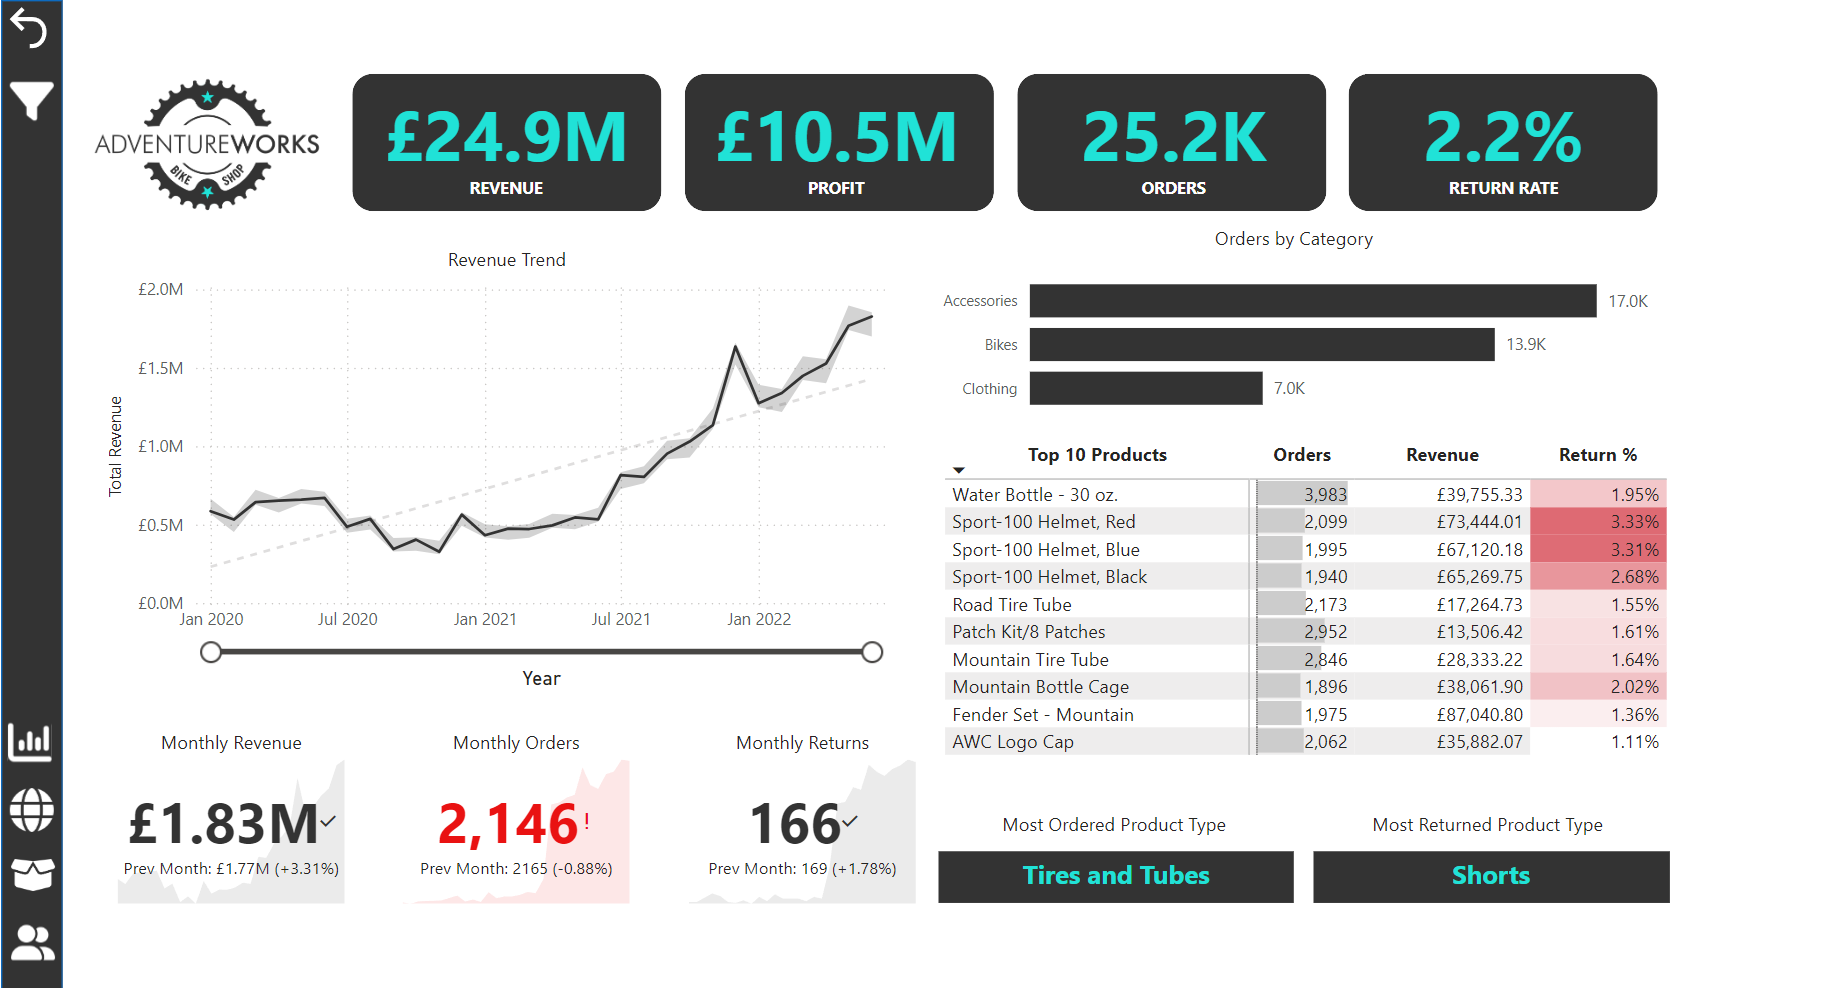 ADVENTUREWORKS
BIKE SHOP
£24.9M
REVENUE
£10.5M
PROFIT
25.2K
ORDERS
2.2%
RETURN RATE
Revenue Trend
Total Revenue
£2.0M
£1.5M
£1.0M
£0.5M
£0.0M
Jan 2020 Jul 2020 Jan 2021 Jul 2021 Jan 2022
Year
Orders by Category
Accessories 17.0K
Bikes 13.9K
Clothing 7.0K
Top 10 Products Orders Revenue Return %
Water Bottle - 30 oz. 3,983 £39,755.33 1.95%
Sport-100 Helmet, Red 2,099 £73,444.01 3.33%
Sport-100 Helmet, Blue 1,995 £67,120.18 3.31%
Sport-100 Helmet, Black 1,940 £65,269.75 2.68%
Road Tire Tube 2,173 £17,264.73 1.55%
Patch Kit/8 Patches 2,952 £13,506.42 1.61%
Mountain Tire Tube 2,846 £28,333.22 1.64%
Mountain Bottle Cage 1,896 £38,061.90 2.02%
Fender Set - Mountain 1,975 £87,040.80 1.36%
AWC Logo Cap 2,062 £35,882.07 1.11%
Monthly Revenue
£1.83M
Prev Month: £1.77M (+3.31%)
Monthly Orders
2,146!
Prev Month: 2165 (-0.88%)
Monthly Returns
166
Prev Month: 169 (+1.78%)
Most Ordered Product Type
Tires and Tubes
Most Returned Product Type
Shorts